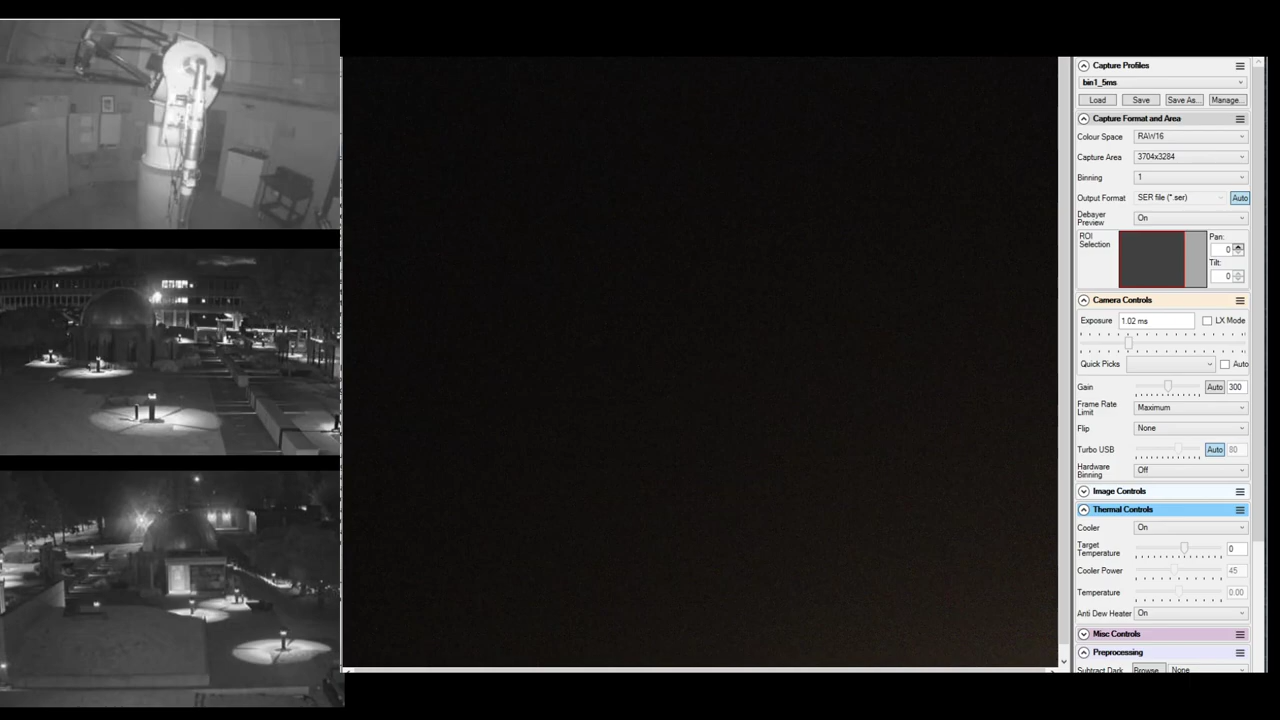 Capture Profiles
bin1_5ms
Load Save Save As... Manage...
Capture Format and Area
Colour Space RAW16
Capture Area 3704x3284
Binning 1
Output Format SER file (*.ser) Auto
Debayer Preview On
ROI Selection Pan: 0
Tilt: 0
Camera Controls
Exposure 1.02 ms LX Mode
Quick Picks Auto
Gain Auto 300
Frame Rate Limit Maximum
Flip None
Turbo USB Auto 80
Hardware Binning Off
Image Controls
Thermal Controls
Cooler On
Target Temperature 0
Cooler Power 45
Temperature 0.00
Anti Dew Heater On
Misc Controls
Preprocessing
Subtract Dark Browse None